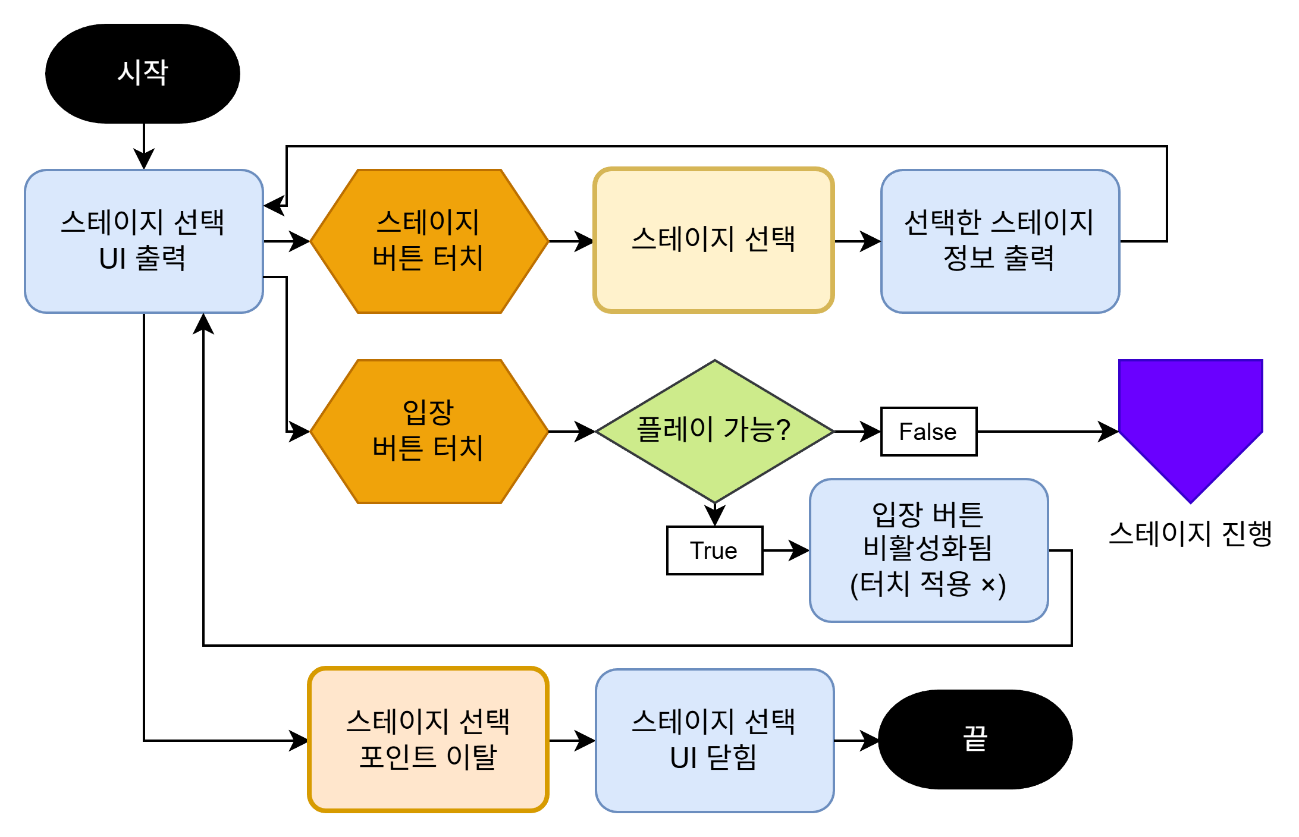 시작
스테이지 선택
UI 출력
스테이지
버튼 터치
스테이지 선택
선택한 스테이지
정보 출력
입장
버튼 터치
플레이 가능?
False
True
입장 버튼
비활성화됨
(터치 적용 ×)
스테이지 진행
스테이지 선택
포인트 이탈
스테이지 선택
UI 닫힘
끝